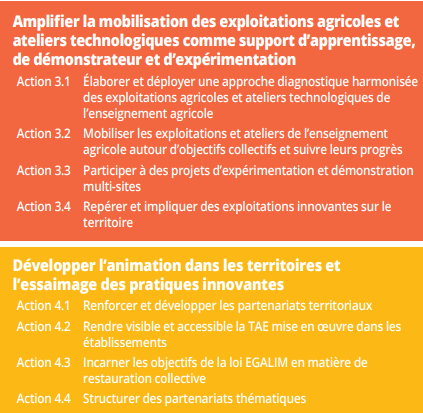 Amplifier la mobilisation des exploitations agricoles et
ateliers technologiques comme support d'apprentissage,
de démonstrateur et d'expérimentation
Action 3.1 Élaborer et déployer une approche diagnostique harmonisée
des exploitations agricoles et ateliers technologiques de
l'enseignement agricole
Action 3.2 Mobiliser les exploitations et ateliers de l'enseignement
agricole autour d'objectifs collectifs et suivre leurs progrès
Action 3.3 Participer à des projets d'expérimentation et démonstration
multi-sites
Action 3.4 Repérer et impliquer des exploitations innovantes sur le
territoire
Développer l'animation dans les territoires et
l'essaimage des pratiques innovantes
Action 4.1 Renforcer et développer les partenariats territoriaux
Action 4.2 Rendre visible et accessible la TAE mise en œuvre dans les
établissements
Action 4.3 Incarner les objectifs de la loi EGALIM en matière de
restauration collective
Action 4.4 Structurer des partenariats thématiques